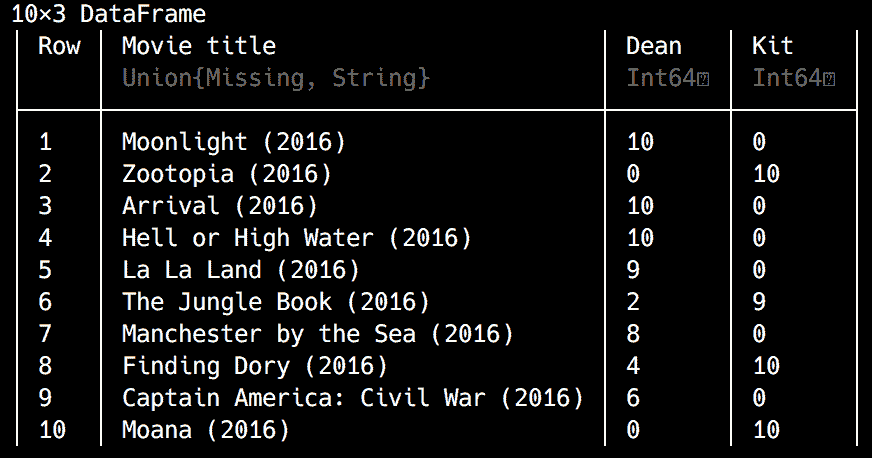 10×3 DataFrame
Row Movie title Dean Kit
Union{Missing, String} Int64⍰ Int64⍰
1 Moonlight (2016) 10 0
2 Zootopia (2016) 0 10
3 Arrival (2016) 10 0
4 Hell or High Water (2016) 10 0
5 La La Land (2016) 9 0
6 The Jungle Book (2016) 2 9
7 Manchester by the Sea (2016) 8 0
8 Finding Dory (2016) 4 10
9 Captain America: Civil War (2016) 6 0
10 Moana (2016) 0 10